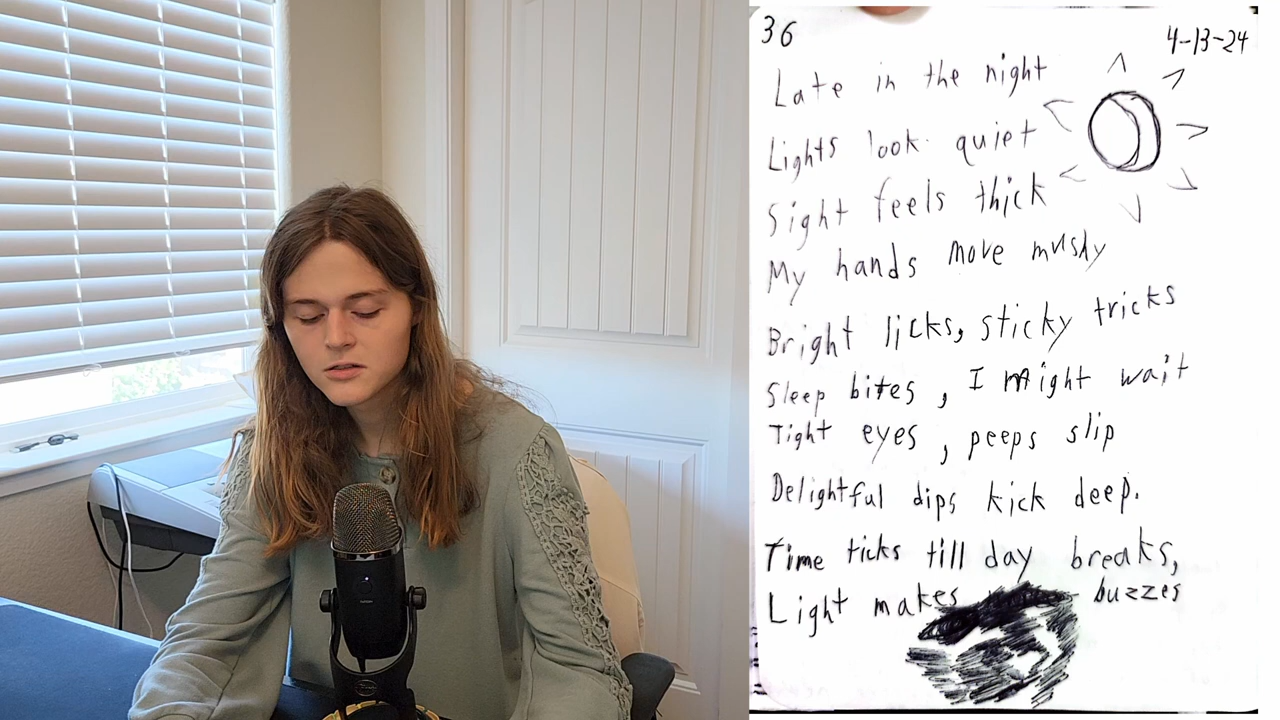 36
4-13-24
Late in the night
Lights look quiet
Sight feels thick
My hands move mushy
Bright licks, sticky tricks
Sleep bites, I might wait
Tight eyes, peeps slip
Delightful dips kick deep.
Time ticks till day breaks,
Light makes buzzes